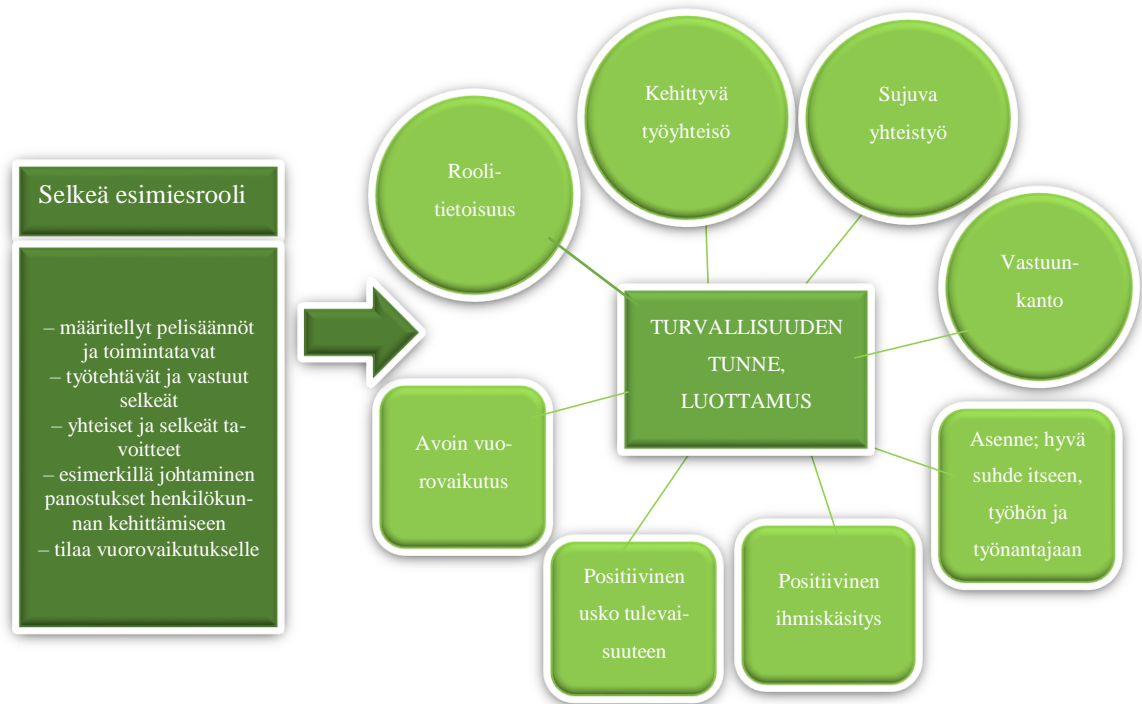 Selkeä esimiesrooli
– määritellyt pelisäännöt
ja toimintatavat
– työtehtävät ja vastuut
selkeät
– yhteiset ja selkeät ta-
voitteet
– esimerkillä johtaminen
panostukset henkilökun-
nan kehittämiseen
– tilaa vuorovaikutukselle
Rooli-
tietoisuus
Kehittyvä
työyhteisö
Sujuva
yhteistyö
Vastuun-
kanto
TURVALLISUUDEN
TUNNE,
LUOTTAMUS
Avoin vuo-
rovaikutus
Positiivinen
usko tulevai-
suuteen
Positiivinen
ihmiskäsitys
Asenne; hyvä
suhde itseen,
työhön ja
työnantajaan